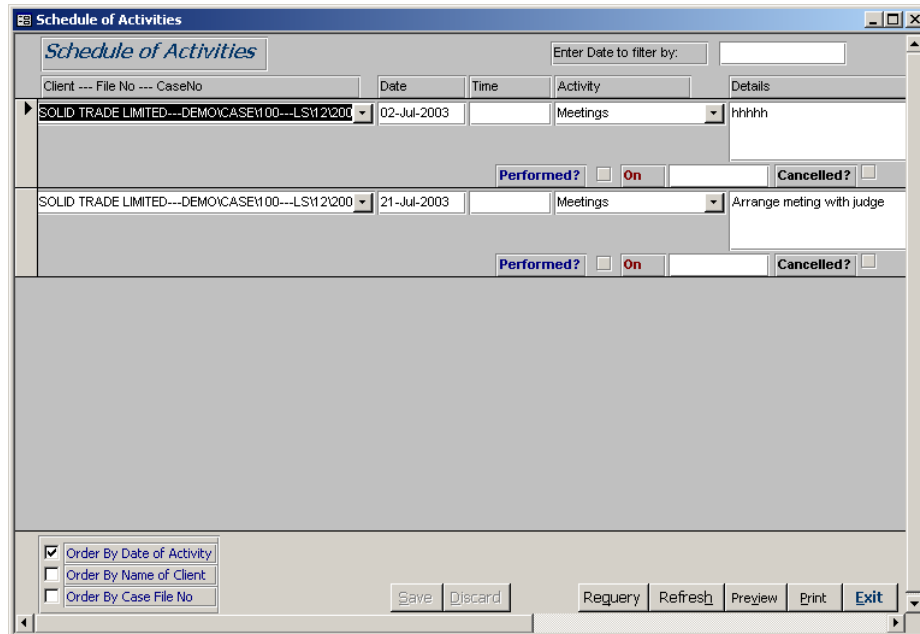 Schedule of Activities
Schedule of Activities Enter Date to filter by:
Client --- File No --- CaseNo Date Time Activity Details
SOLID TRADE LIMITED---DEMO\CASE\100---LS\12\200 02-Jul-2003 Meetings hhhhh
Performed? On Cancelled?
SOLID TRADE LIMITED---DEMO\CASE\100---LS\12\200 21-Jul-2003 Meetings Arrange meting with judge
Performed? On Cancelled?
Order By Date of Activity
Order By Name of Client
Order By Case File No
Save Discard Requery Refresh Preview Print Exit